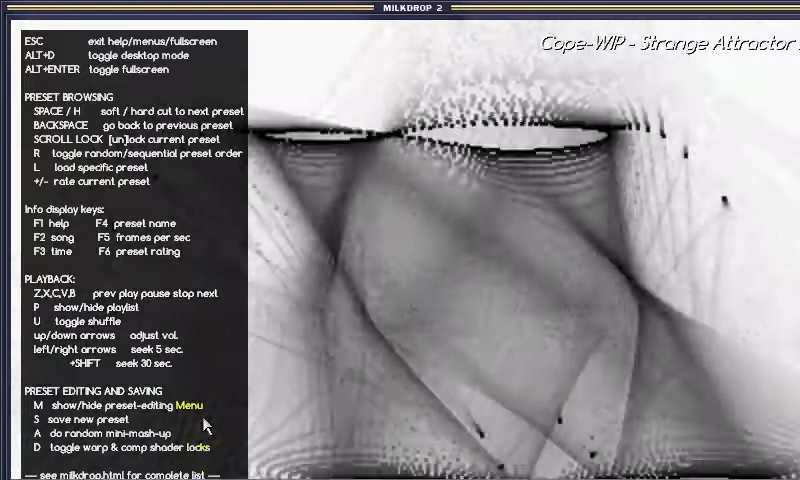 MILKDROP 2
Cope-WIP - Strange Attractor
ESC exit help/menus/fullscreen
ALT+D toggle desktop mode
ALT+ENTER toggle fullscreen
PRESET BROWSING
SPACE / H soft / hard cut to next preset
BACKSPACE go back to previous preset
SCROLL LOCK [un]lock current preset
R toggle random/sequential preset order
L load specific preset
+/- rate current preset
Info display keys:
F1 help F4 preset name
F2 song F5 frames per sec
F3 time F6 preset rating
PLAYBACK:
Z,X,C,V,B prev play pause stop next
P show/hide playlist
U toggle shuffle
up/down arrows adjust vol.
left/right arrows seek 5 sec.
+SHIFT seek 30 sec.
PRESET EDITING AND SAVING
M show/hide preset-editing Menu
S save new preset
A do random mini-mash-up
D toggle warp & comp shader locks
--- see milkdrop.html for complete list ---